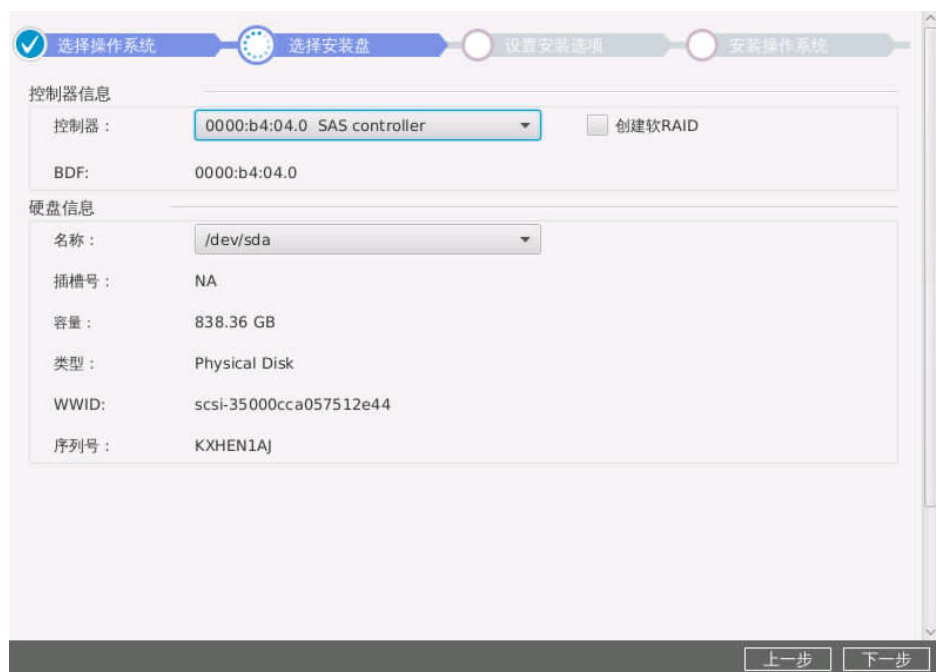 选择操作系统 选择安装盘 设置安装选项 安装操作系统
控制器信息
控制器： 0000:b4:04.0 SAS controller 创建软RAID
BDF: 0000:b4:04.0
硬盘信息
名称： /dev/sda
插槽号： NA
容量： 838.36 GB
类型： Physical Disk
WWID: scsi-35000cca057512e44
序列号： KXHEN1AJ
上一步 下一步